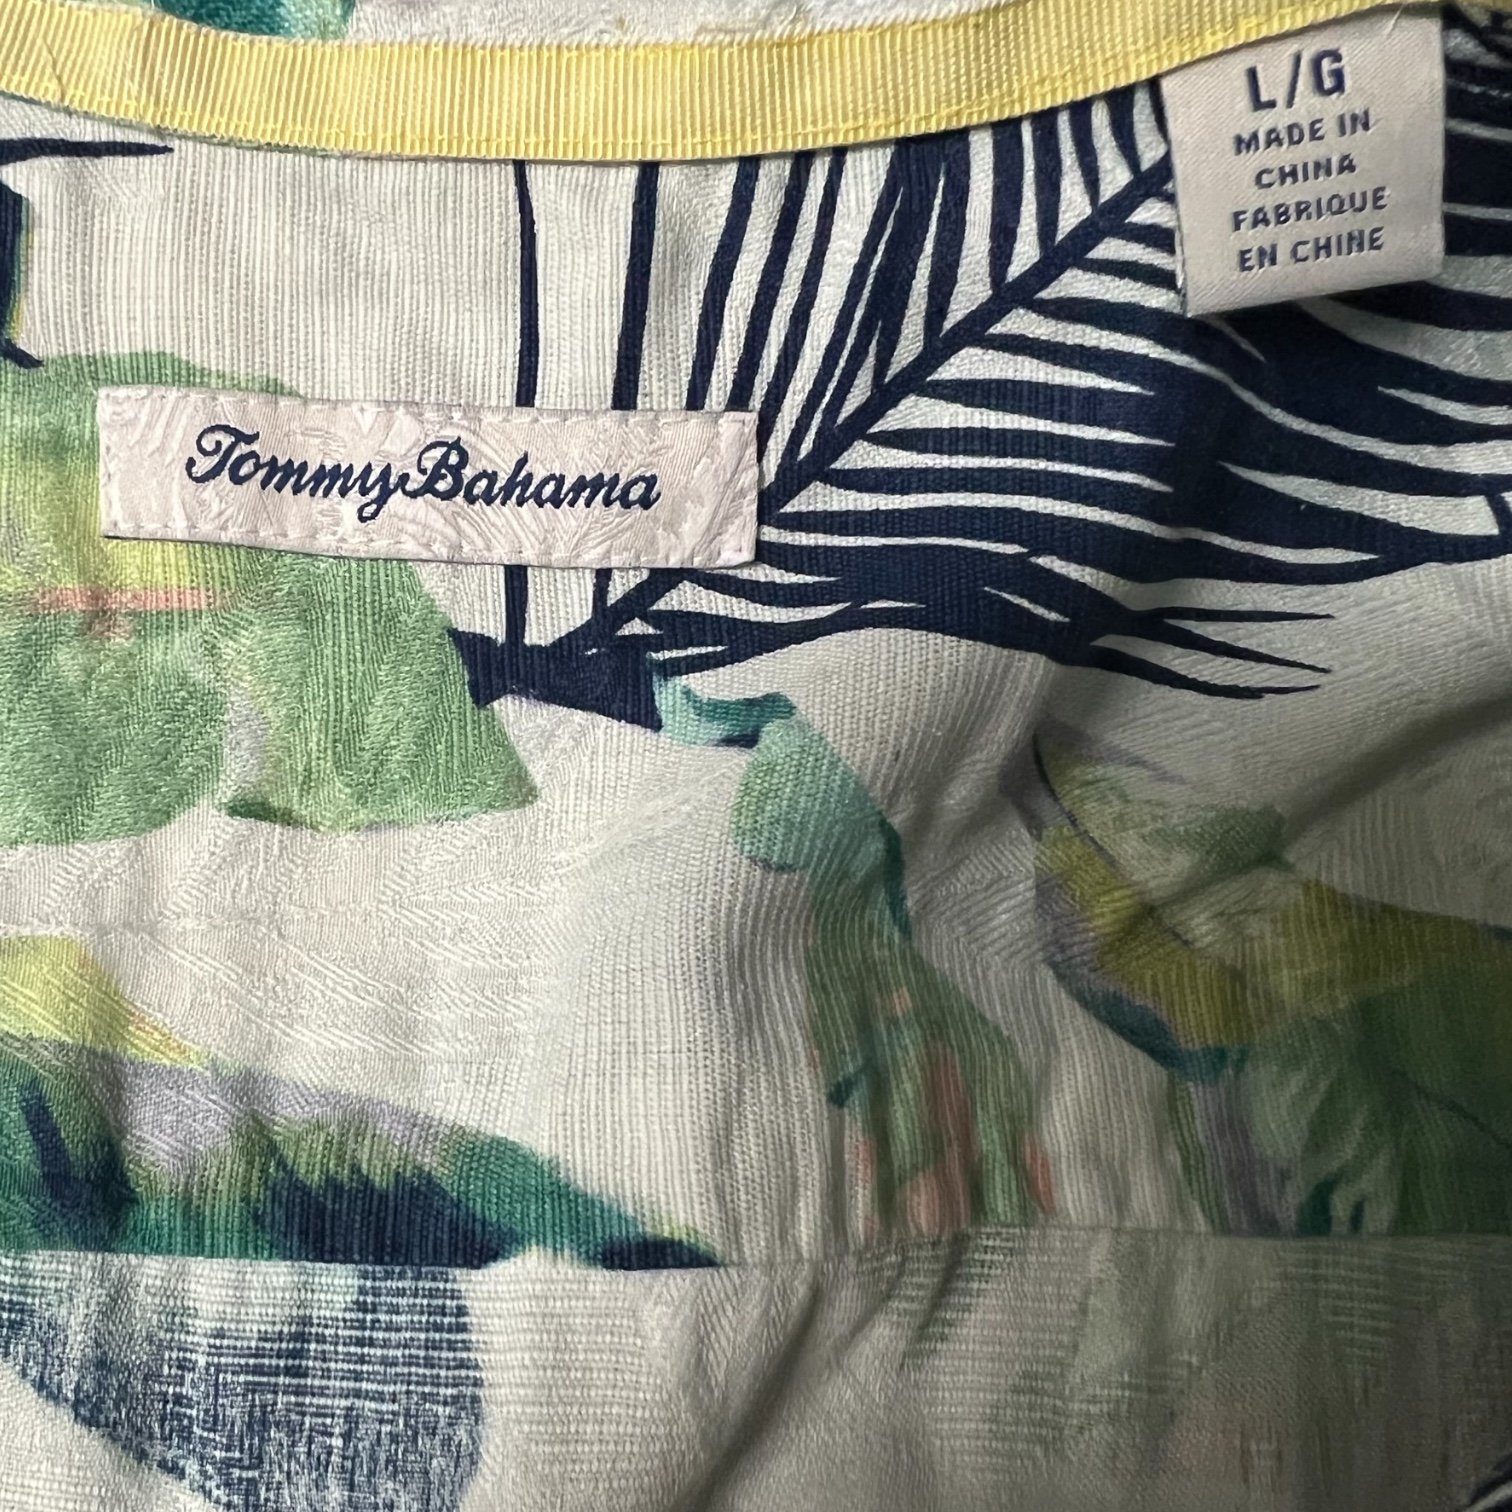 L/G
MADE IN
CHINA
FABRIQUE
EN CHINE
Tommy Bahama